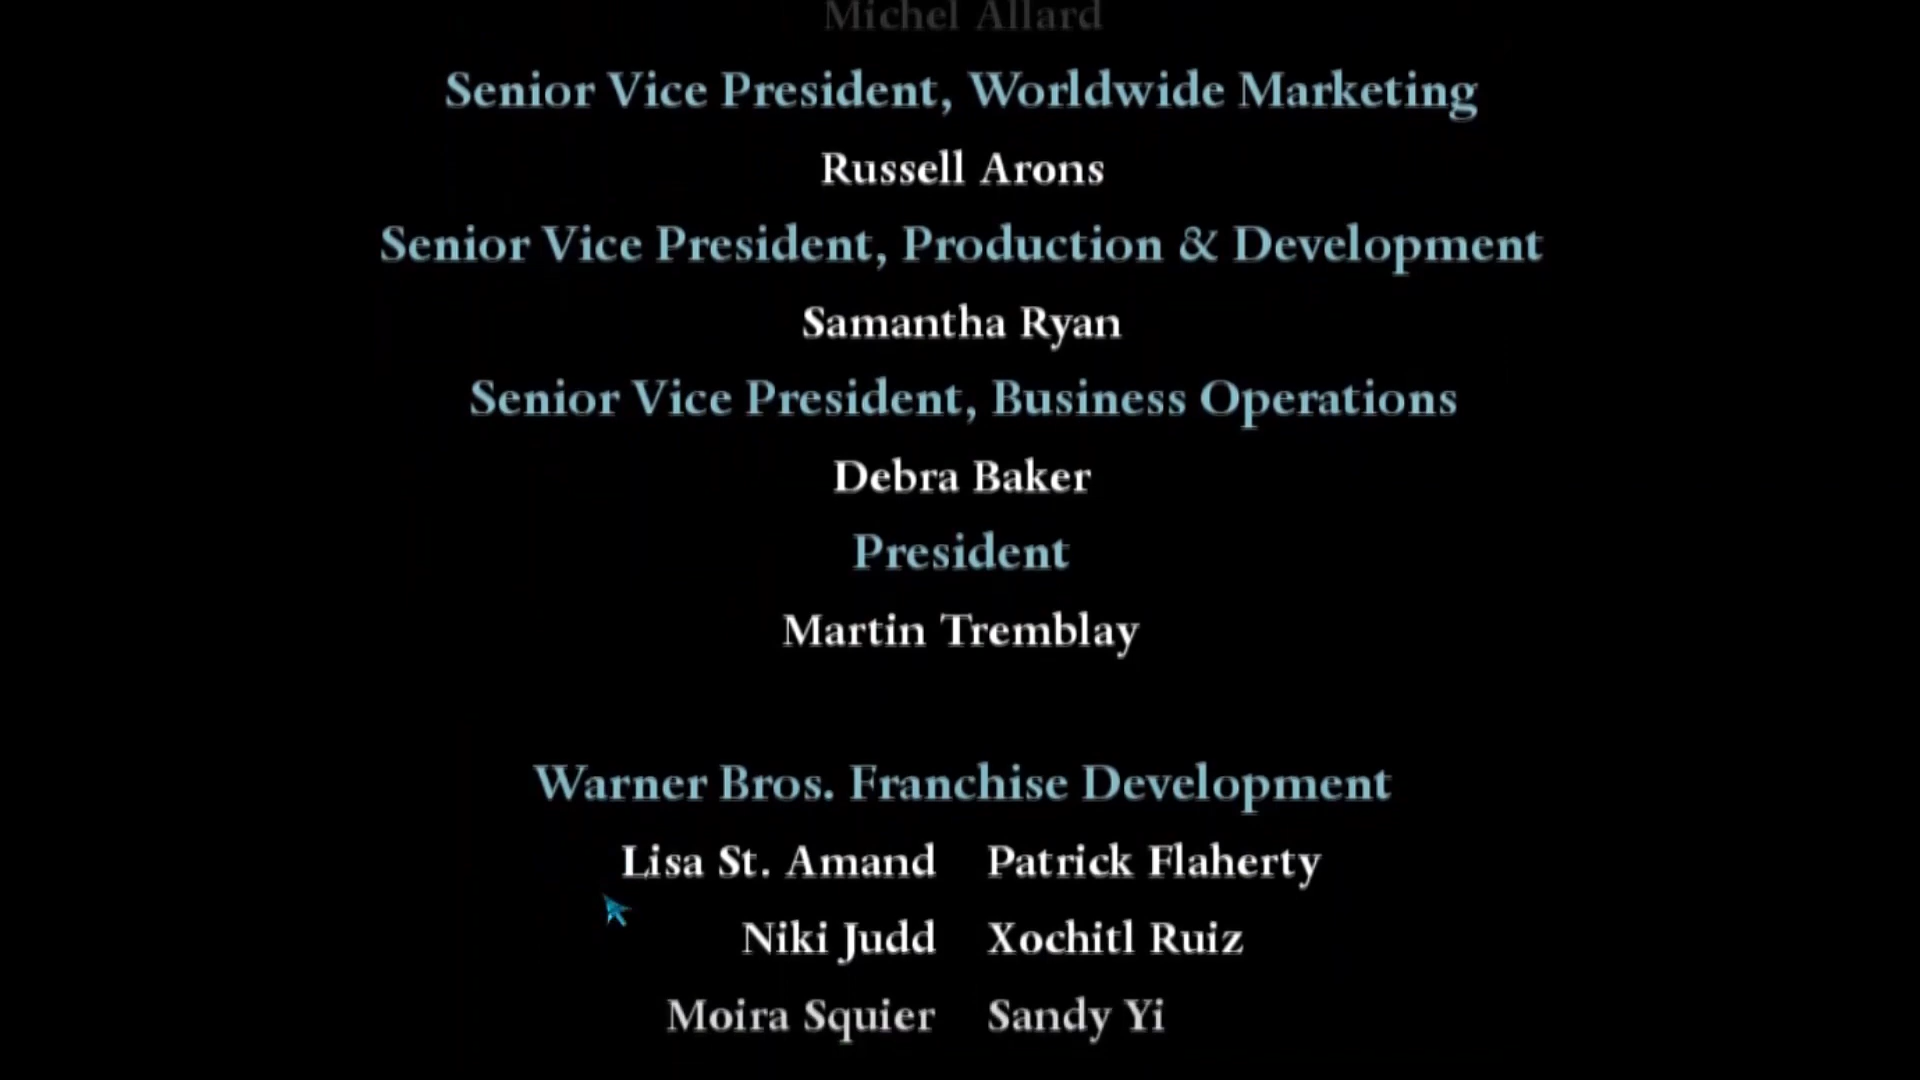 Michel Allard
Senior Vice President, Worldwide Marketing
Russell Arons
Senior Vice President, Production & Development
Samantha Ryan
Senior Vice President, Business Operations
Debra Baker
President
Martin Tremblay
Warner Bros. Franchise Development
Lisa St. Amand Patrick Flaherty
Niki Judd Xochitl Ruiz
Moira Squier Sandy Yi